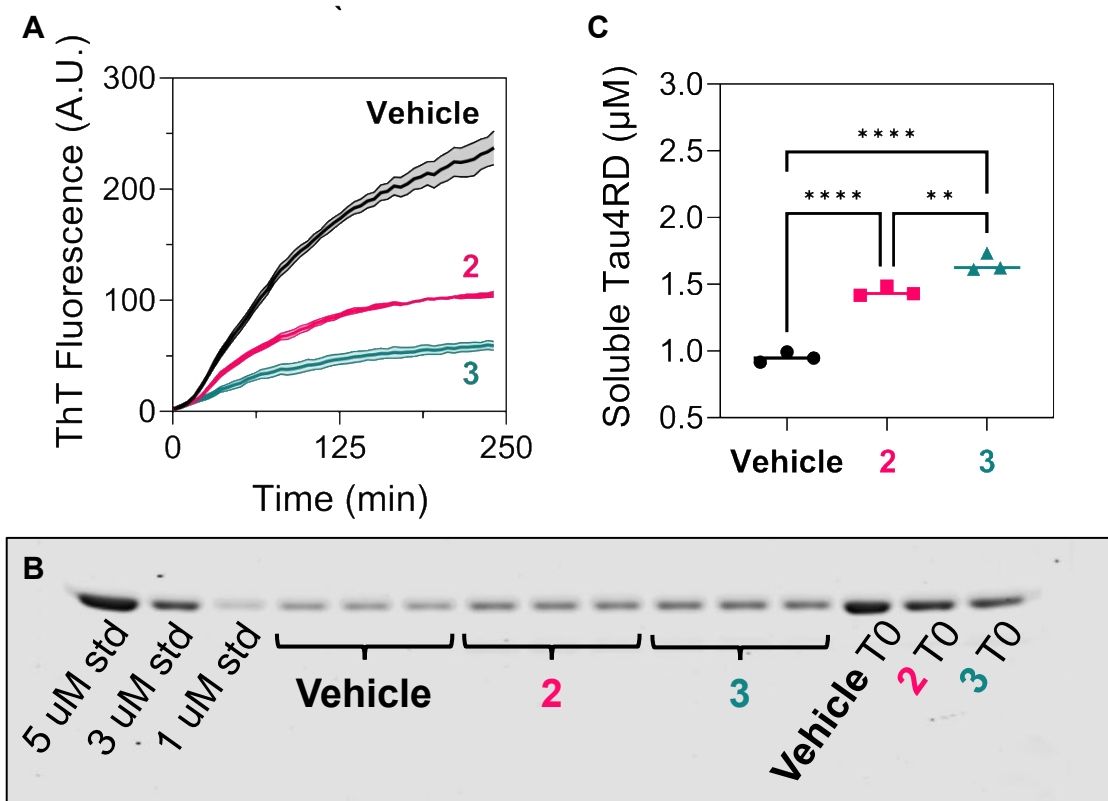 A
ThT Fluorescence (A.U.)
300
200
100
0
Vehicle
2
3
0
125
250
Time (min)
C
Soluble Tau4RD (μM)
3.0
2.5
2.0
1.5
1.0
0.5
****
****
**
Vehicle
2
3
B
5 uM std
3 uM std
1 uM std
Vehicle
2
3
Vehicle T0
2 T0
3 T0